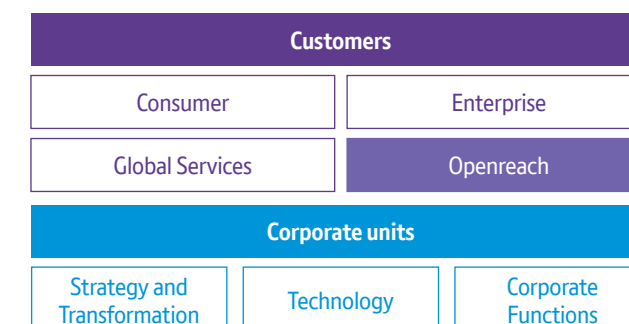 Customers
Consumer
Enterprise
Global Services
Openreach
Corporate units
Strategy and
Transformation
Technology
Corporate
Functions